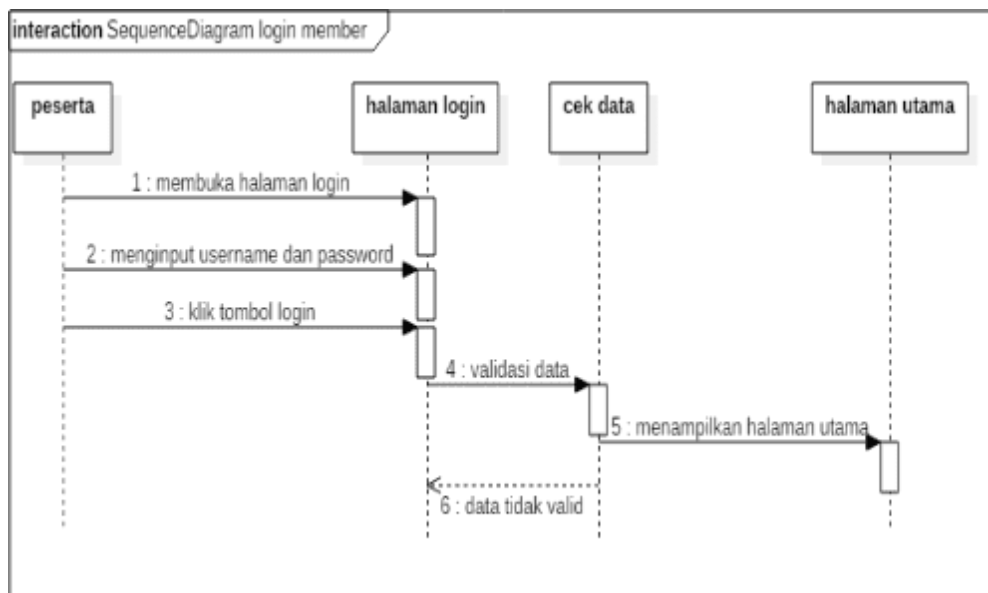 interaction SequenceDiagram login member
peserta
halaman login
cek data
halaman utama
1 : membuka halaman login
2 : menginput username dan password
3 : klik tombol login
4 : validasi data
5 : menampilkan halaman utama
6 : data tidak valid